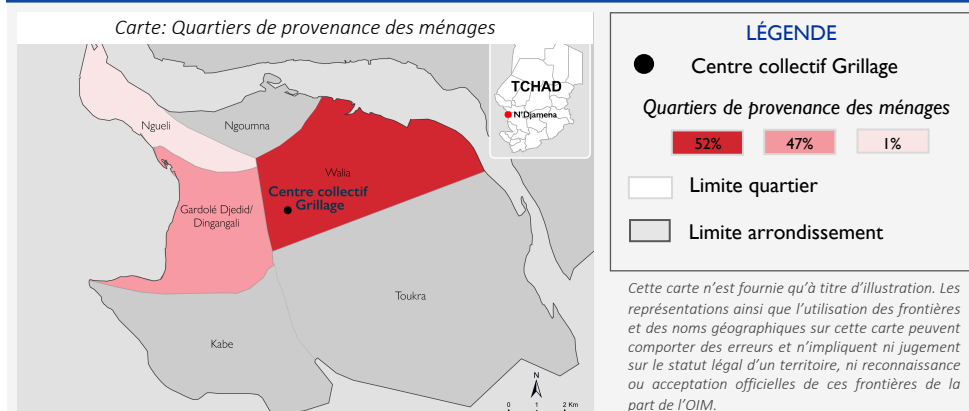 Carte: Quartiers de provenance des ménages
TCHAD
N'Djamena
Ngueli
Ngoumna
Walia
Centre collectif
Grillage
Gardolé Djedid/
Dingangali
Toukra
Kabe
N
0 1 2 Km
LÉGENDE
Centre collectif Grillage
Quartiers de provenance des ménages
52% 47% 1%
Limite quartier
Limite arrondissement
Cette carte n'est fournie qu'à titre d'illustration. Les
représentations ainsi que l'utilisation des frontières
et des noms géographiques sur cette carte peuvent
comporter des erreurs et n'impliquent ni jugement
sur le statut légal d'un territoire, ni reconnaissance
ou acceptation officielles de ces frontières de la
part de l'OIM.